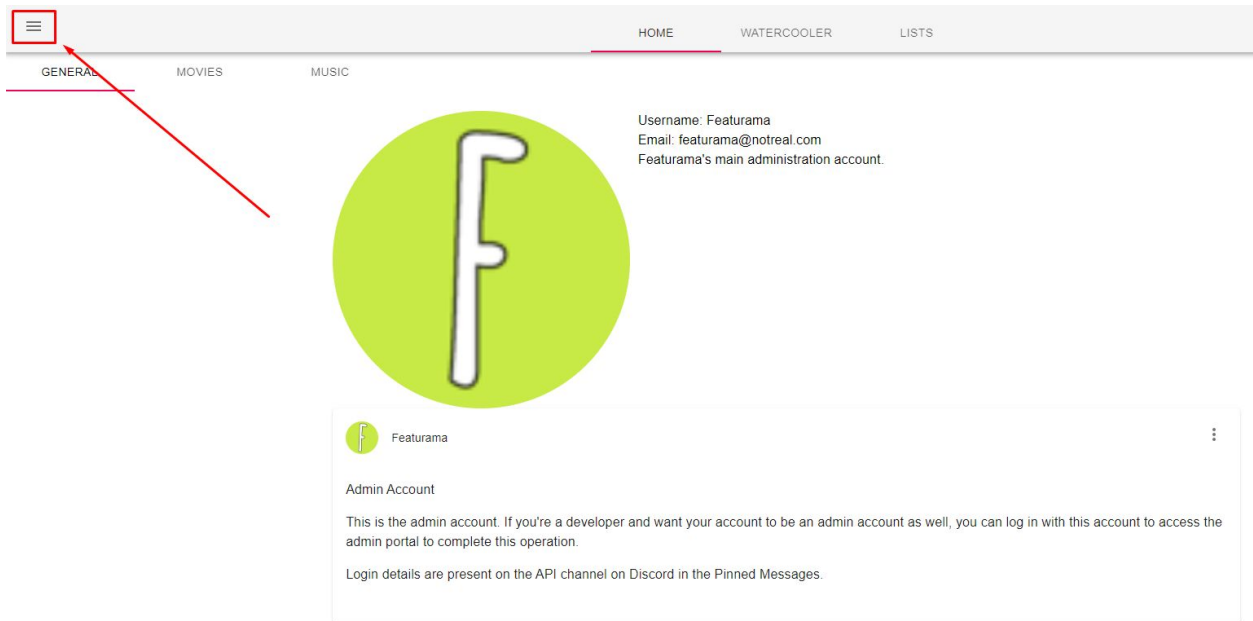 HOME WATERCOOLER LISTS
GENERAL MOVIES MUSIC
F
Username: Featurama
Email: featurama@notreal.com
Featurama's main administration account.
F
Featurama
Admin Account
This is the admin account. If you're a developer and want your account to be an admin account as well, you can log in with this account to access the
admin portal to complete this operation.
Login details are present on the API channel on Discord in the Pinned Messages.